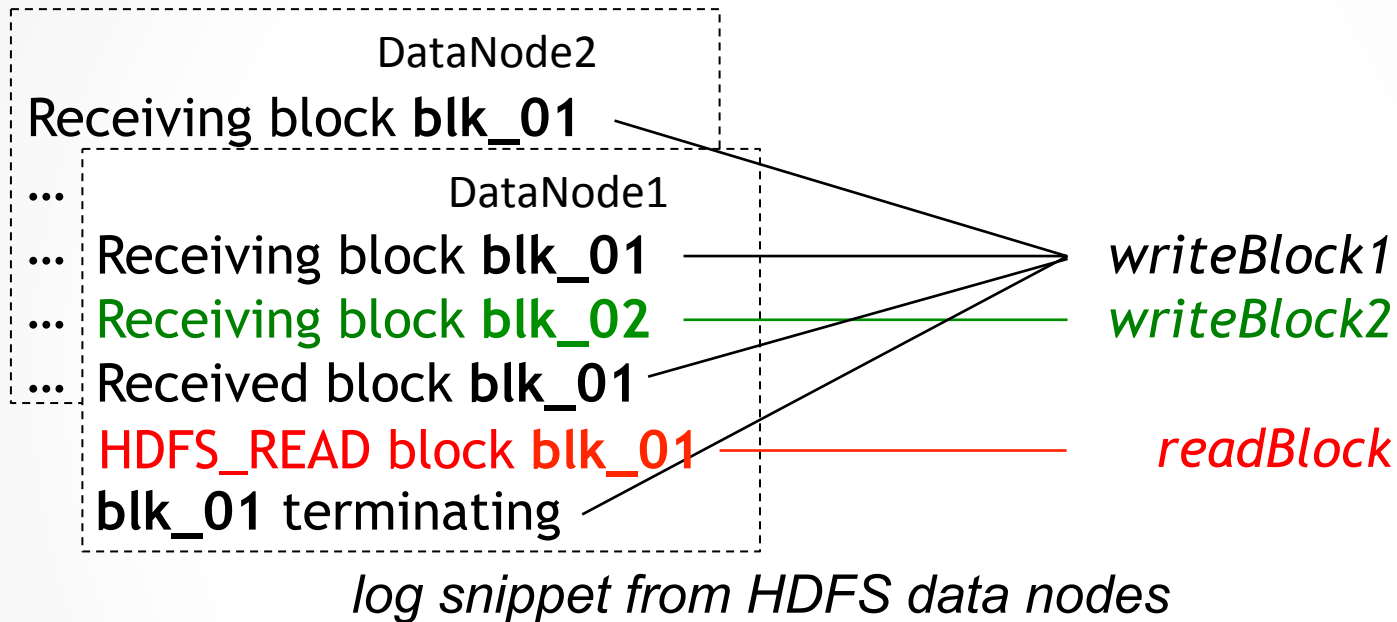 DataNode2
Receiving block blk_01
...
DataNode1
... Receiving block blk_01 writeBlock1
... Receiving block blk_02 writeBlock2
... Received block blk_01
HDFS_READ block blk_01 readBlock
blk_01 terminating
log snippet from HDFS data nodes